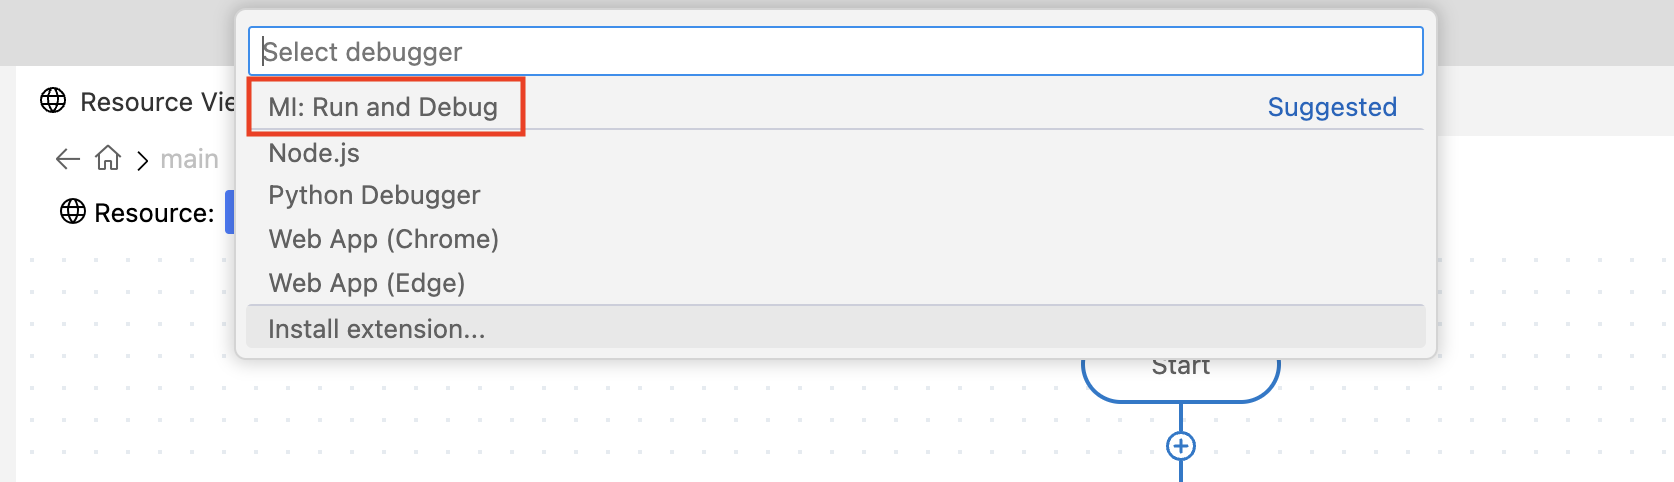 Select debugger
MI: Run and Debug Suggested
Node.js
Python Debugger
Web App (Chrome)
Web App (Edge)
Install extension...
Resource Vie
main
Resource:
Start